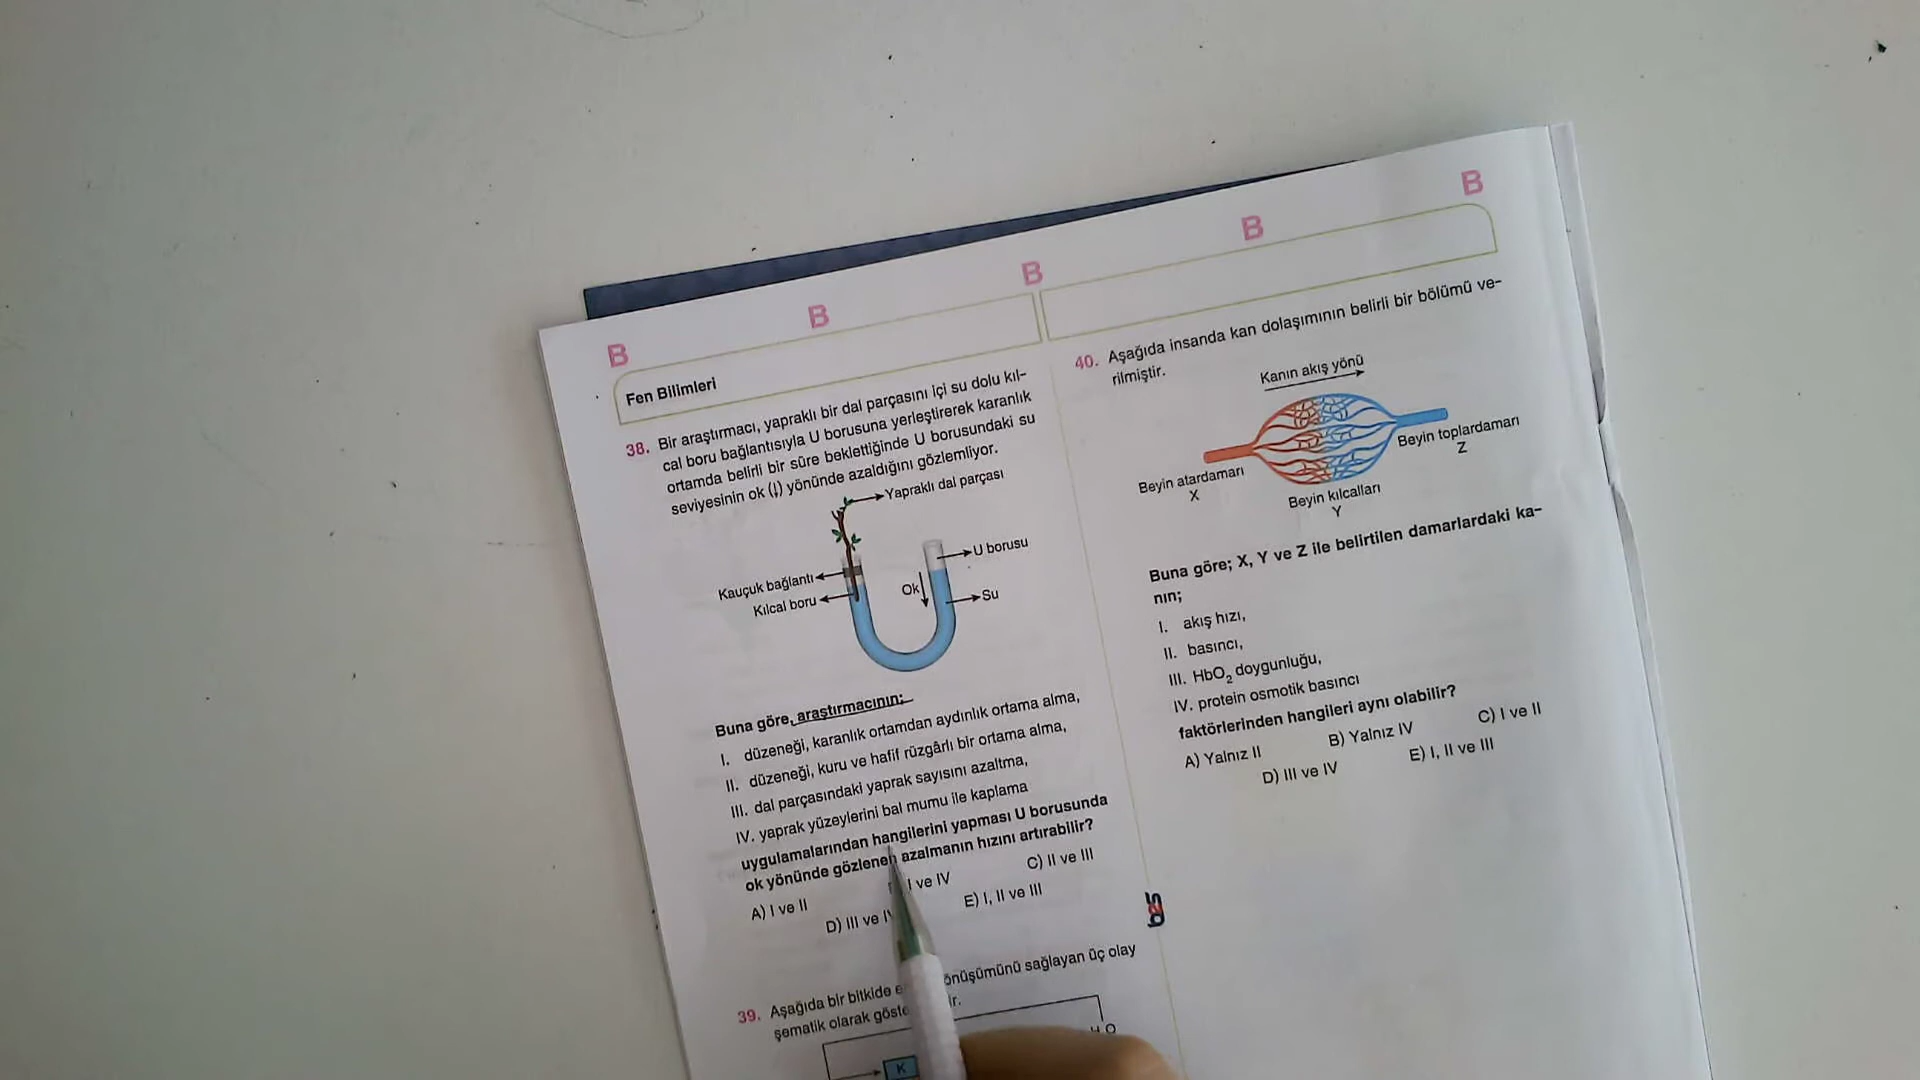 B
B
B
B
B
Fen Bilimleri
38. Bir araştırmacı, yapraklı bir dal parçasını içi su dolu kıl-
cal boru bağlantısıyla U borusuna yerleştirerek karanlık
ortamda belirli bir süre beklettiğinde U borusundaki su
seviyesinin ok (↓) yönünde azaldığını gözlemliyor.
Yapraklı dal parçası
U borusu
Kauçuk bağlantı
Kılcal boru
Ok
Su
Buna göre, araştırmacının;
I. düzeneği, karanlık ortamdan aydınlık ortama alma,
II. düzeneği, kuru ve hafif rüzgârlı bir ortama alma,
III. dal parçasındaki yaprak sayısını azaltma,
IV. yaprak yüzeylerini bal mumu ile kaplama
uygulamalarından hangilerini yapması U borusunda
ok yönünde gözlenen azalmanın hızını artırabilir?
A) I ve II
I ve IV
C) II ve III
D) III ve IV
E) I, II ve III
39. Aşağıda bir bitkide
önüşümünü sağlayan üç olay
şematik olarak
K
40. Aşağıda insanda kan dolaşımının belirli bir bölümü ve-
rilmiştir.
Kanın akış yönü
Beyin atardamarı
X
Beyin kılcalları
Y
Beyin toplardamarı
Z
Buna göre; X, Y ve Z ile belirtilen damarlardaki ka-
nın;
I. akış hızı,
II. basıncı,
III. HbO₂ doygunluğu,
IV. protein osmotik basıncı
faktörlerinden hangileri aynı olabilir?
A) Yalnız II
B) Yalnız IV
C) I ve II
D) III ve IV
E) I, II ve III